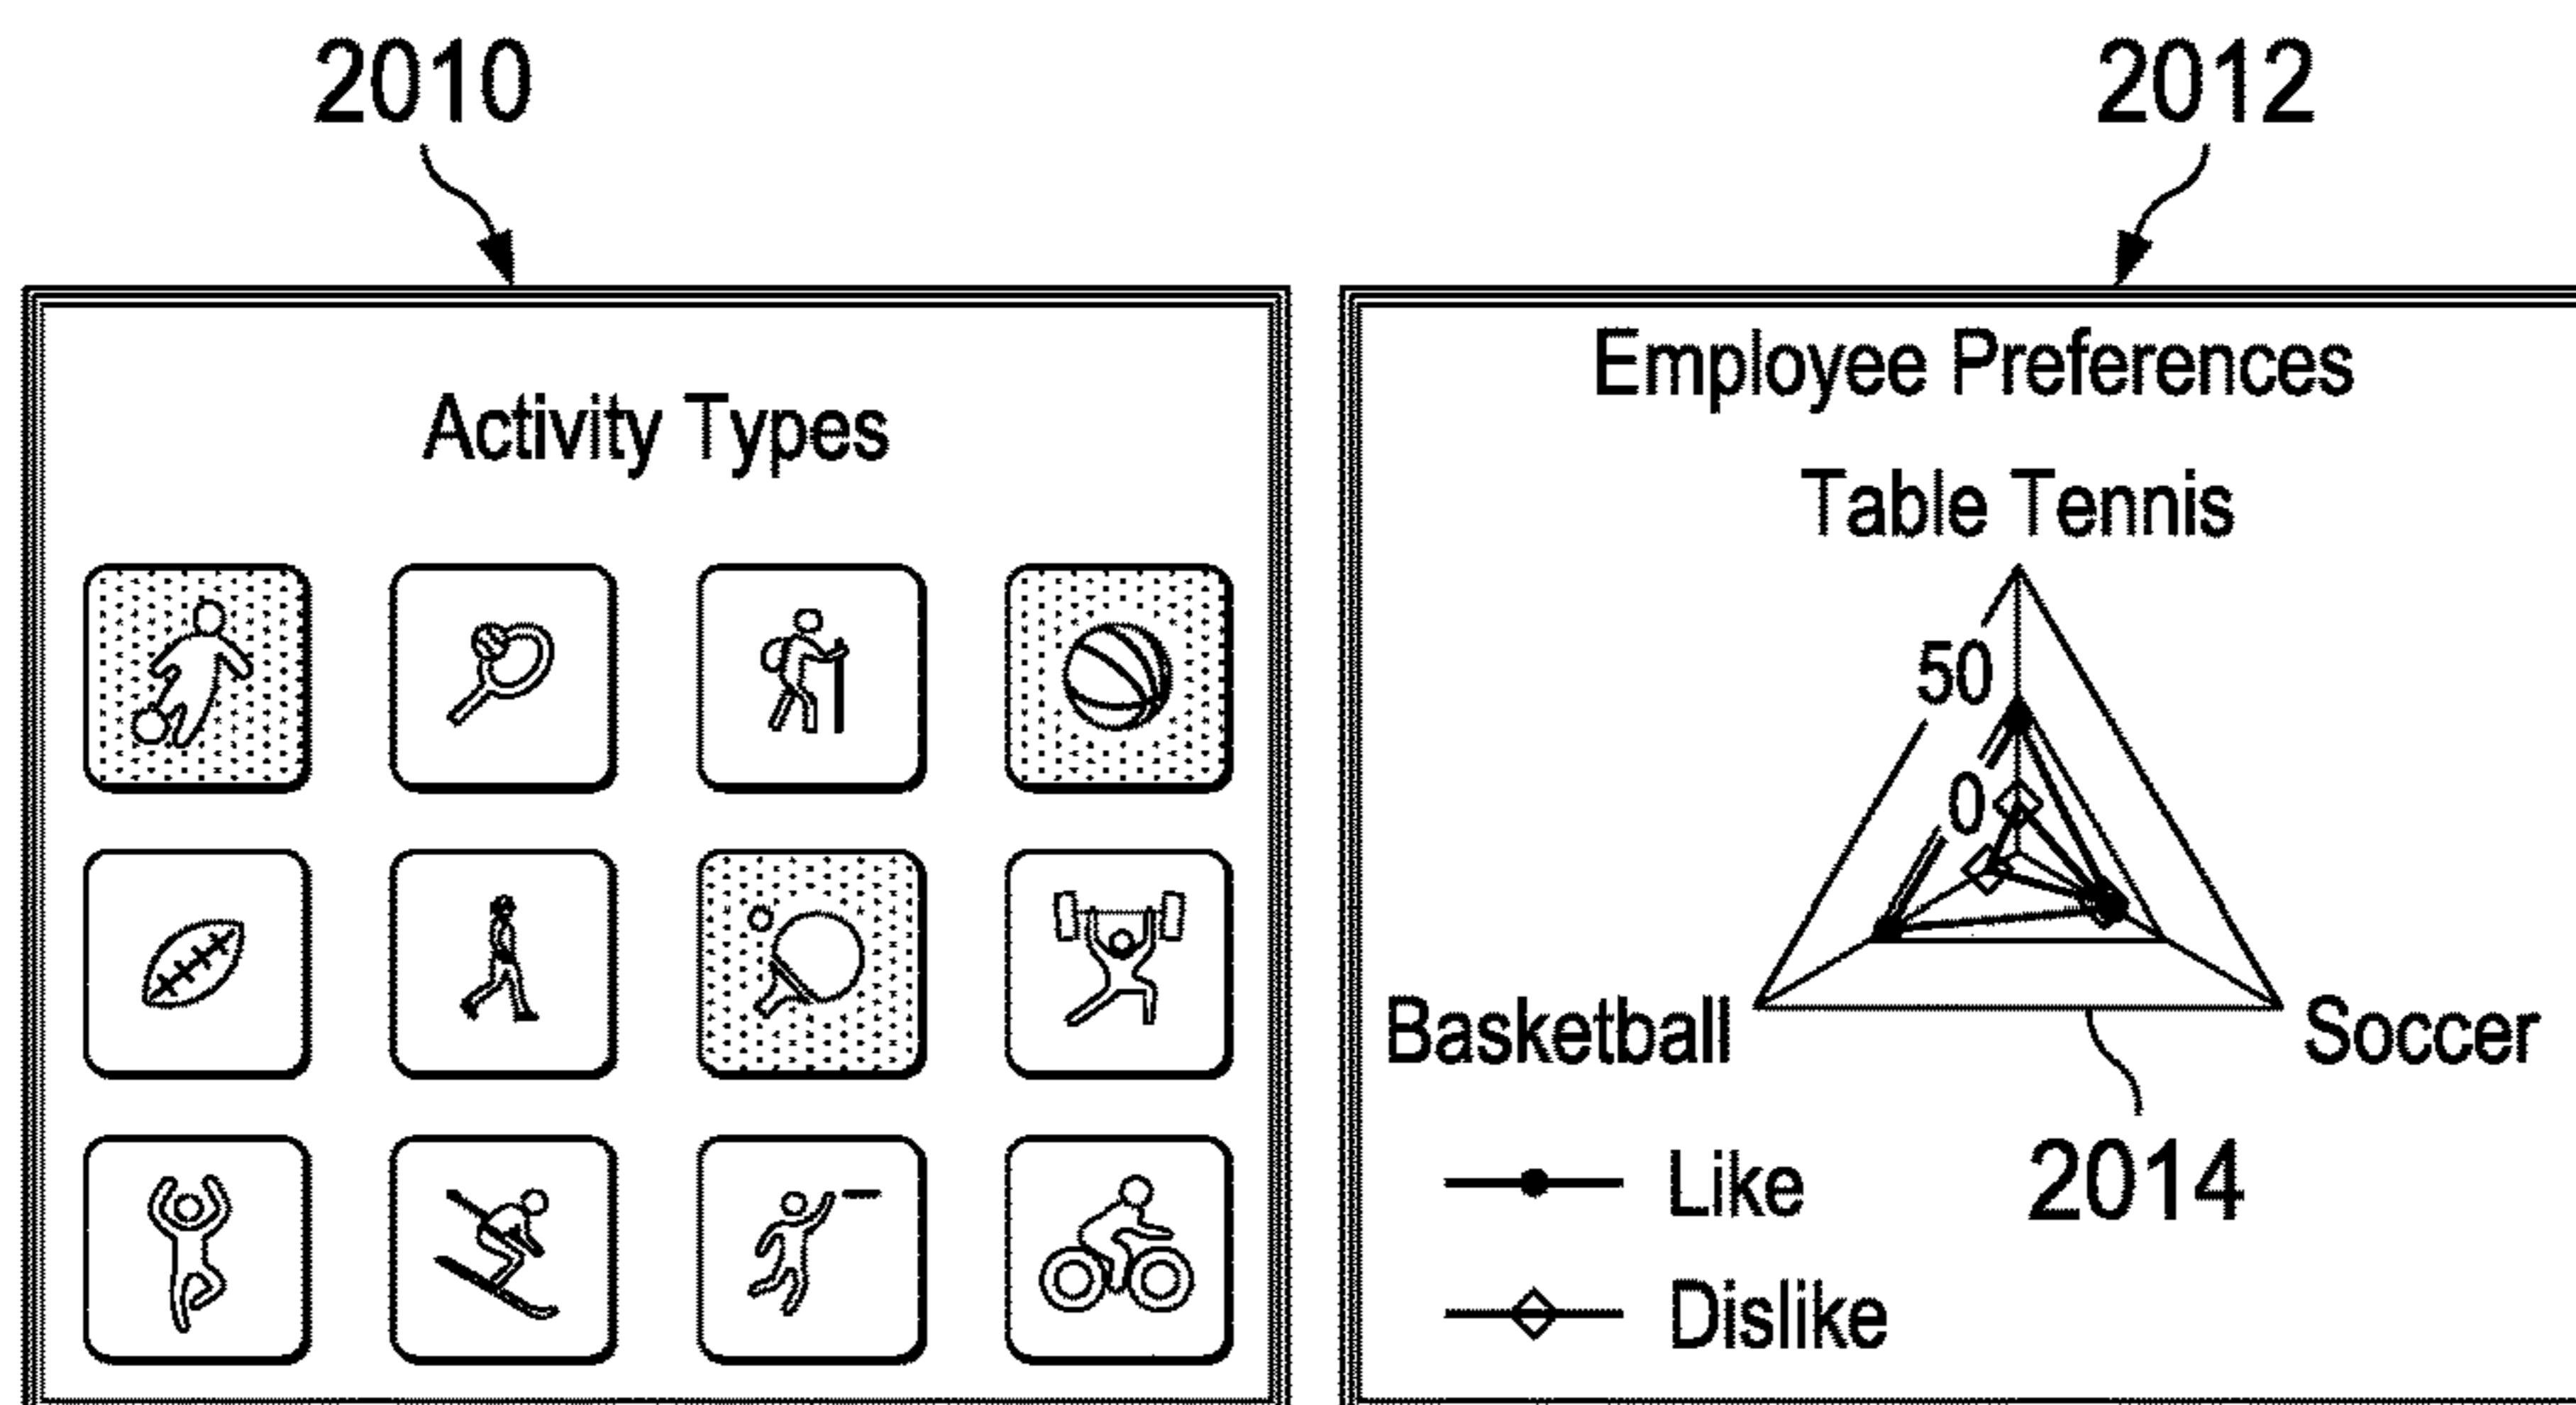 2010
2012
Activity Types
Employee Preferences
Table Tennis
50
0
Basketball
Soccer
Like
2014
Dislike